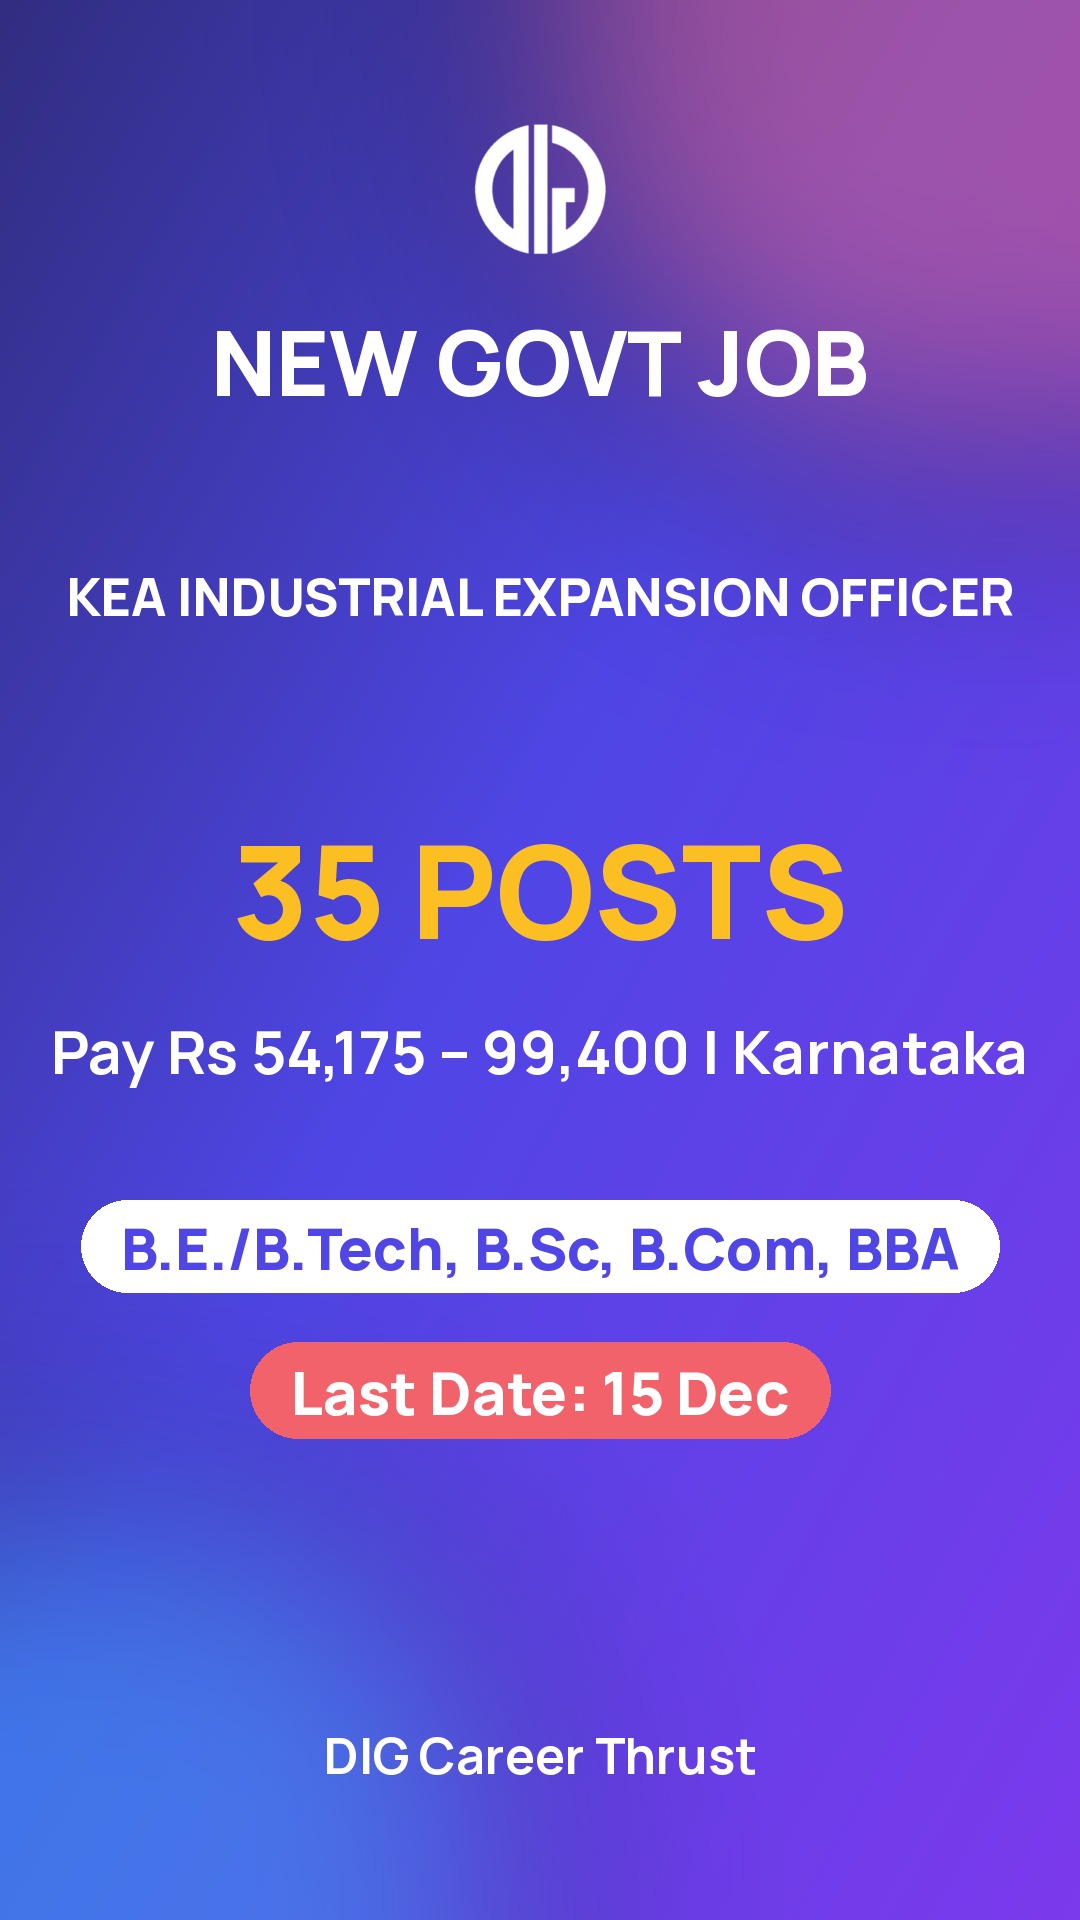 DIG
NEW GOVT JOB
KEA INDUSTRIAL EXPANSION OFFICER
35 POSTS
Pay Rs 54,175 – 99,400 | Karnataka
B.E./B.Tech, B.Sc, B.Com, BBA
Last Date: 15 Dec
DIG Career Thrust